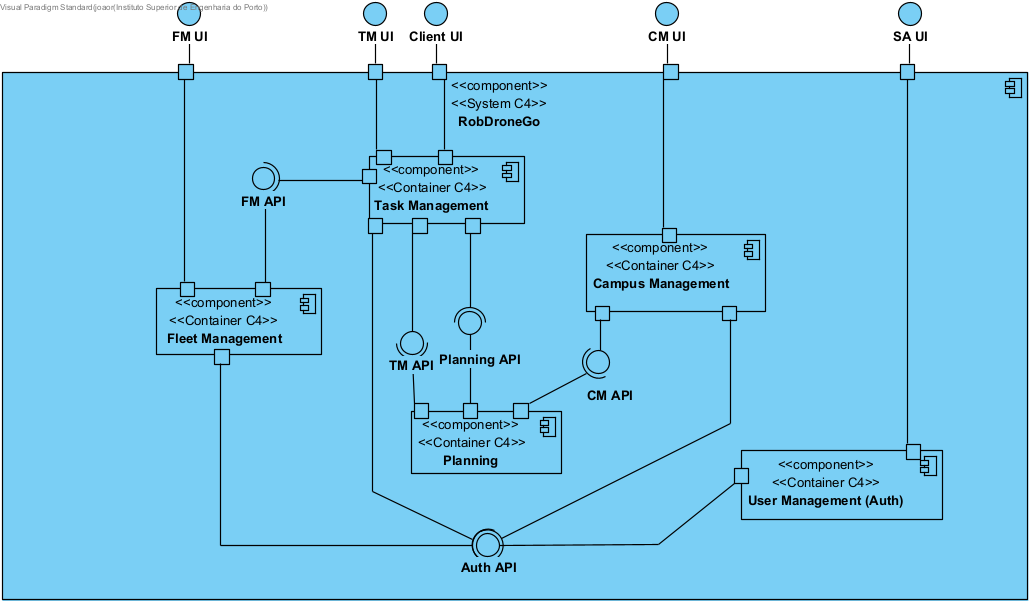 Visual Paradigm Standard(joaor(Instituto Superior de Engenharia do Porto))
FM UI
TM UI
Client UI
CM UI
SA UI
<<component>>
<<System C4>>
RobDroneGo
<<component>>
<<Container C4>>
Task Management
FM API
<<component>>
<<Container C4>>
Campus Management
<<component>>
<<Container C4>>
Fleet Management
TM API
Planning API
CM API
<<component>>
<<Container C4>>
Planning
<<component>>
<<Container C4>>
User Management (Auth)
Auth API